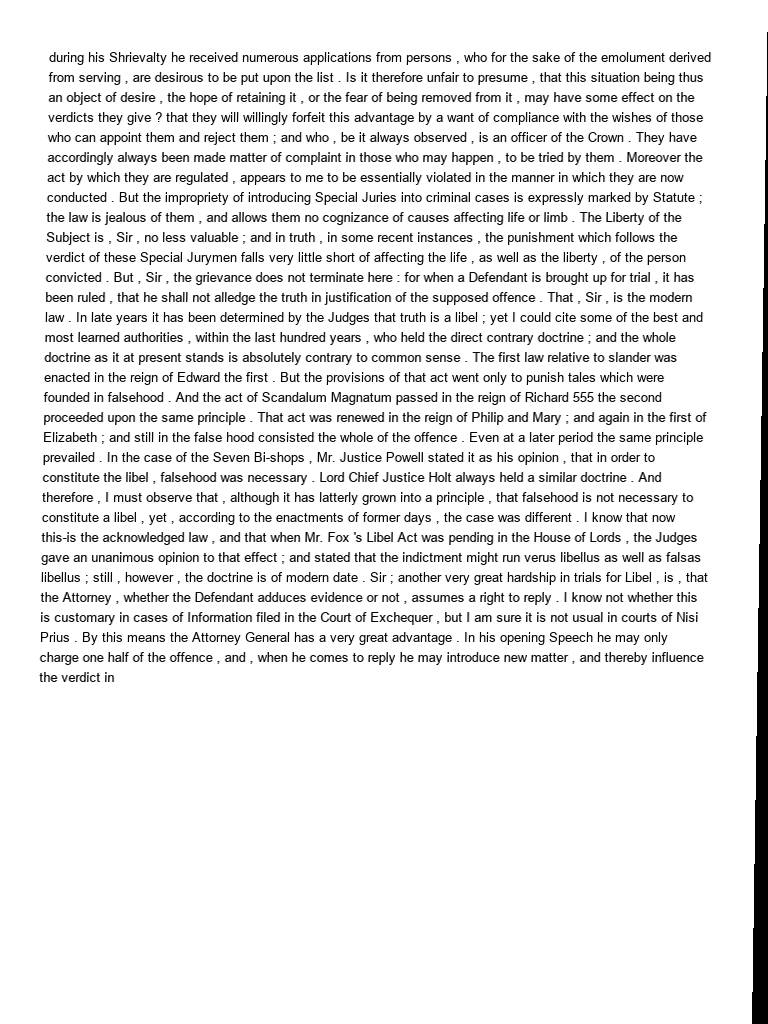 during his Shrievalty he received numerous applications from persons , who for the sake of the emolument derived
from serving , are desirous to be put upon the list . Is it therefore unfair to presume , that this situation being thus
an object of desire , the hope of retaining it , or the fear of being removed from it , may have some effect on the
verdicts they give ? that they will willingly forfeit this advantage by a want of compliance with the wishes of those
who can appoint them and reject them ; and who , be it always observed , is an officer of the Crown . They have
accordingly always been made matter of complaint in those who may happen , to be tried by them . Moreover the
act by which they are regulated , appears to me to be essentially violated in the manner in which they are now
conducted . But the impropriety of introducing Special Juries into criminal cases is expressly marked by Statute ;
the law is jealous of them , and allows them no cognizance of causes affecting life or limb . The Liberty of the
Subject is , Sir , no less valuable ; and in truth , in some recent instances , the punishment which follows the
verdict of these Special Jurymen falls very little short of affecting the life , as well as the liberty , of the person
convicted . But , Sir , the grievance does not terminate here : for when a Defendant is brought up for trial , it has
been ruled , that he shall not alledge the truth in justification of the supposed offence . That , Sir , is the modern
law . In late years it has been determined by the Judges that truth is a libel ; yet I could cite some of the best and
most learned authorities , within the last hundred years , who held the direct contrary doctrine ; and the whole
doctrine as it at present stands is absolutely contrary to common sense . The first law relative to slander was
enacted in the reign of Edward the first . But the provisions of that act went only to punish tales which were
founded in falsehood . And the act of Scandalum Magnatum passed in the reign of Richard 555 the second
proceeded upon the same principle . That act was renewed in the reign of Philip and Mary ; and again in the first of
Elizabeth ; and still in the false hood consisted the whole of the offence . Even at a later period the same principle
prevailed . In the case of the Seven Bi-shops , Mr. Justice Powell stated it as his opinion , that in order to
constitute the libel , falsehood was necessary . Lord Chief Justice Holt always held a similar doctrine . And
therefore , I must observe that , although it has latterly grown into a principle , that falsehood is not necessary to
constitute a libel , yet , according to the enactments of former days , the case was different . I know that now
this-is the acknowledged law , and that when Mr. Fox 's Libel Act was pending in the House of Lords , the Judges
gave an unanimous opinion to that effect ; and stated that the indictment might run verus libellus as well as falsas
libellus ; still , however , the doctrine is of modern date . Sir ; another very great hardship in trials for Libel , is , that
the Attorney , whether the Defendant adduces evidence or not , assumes a right to reply . I know not whether this
is customary in cases of Information filed in the Court of Exchequer , but I am sure it is not usual in courts of Nisi
Prius . By this means the Attorney General has a very great advantage . In his opening Speech he may only
charge one half of the offence , and , when he comes to reply he may introduce new matter , and thereby influence
the verdict in